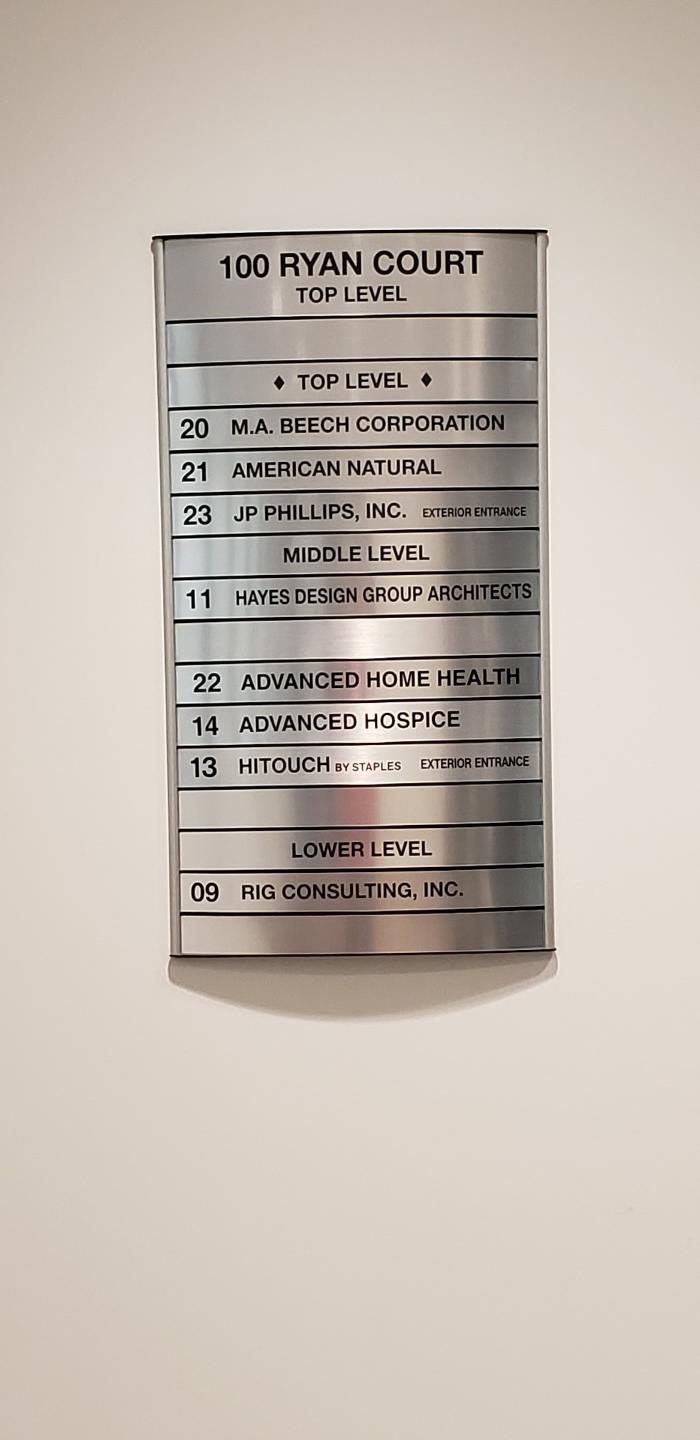 100 RYAN COURT
TOP LEVEL
♦ TOP LEVEL ♦
20 M.A. BEECH CORPORATION
21 AMERICAN NATURAL
23 JP PHILLIPS, INC. EXTERIOR ENTRANCE
MIDDLE LEVEL
11 HAYES DESIGN GROUP ARCHITECTS
22 ADVANCED HOME HEALTH
14 ADVANCED HOSPICE
13 HITOUCH BY STAPLES EXTERIOR ENTRANCE
LOWER LEVEL
09 RIG CONSULTING, INC.